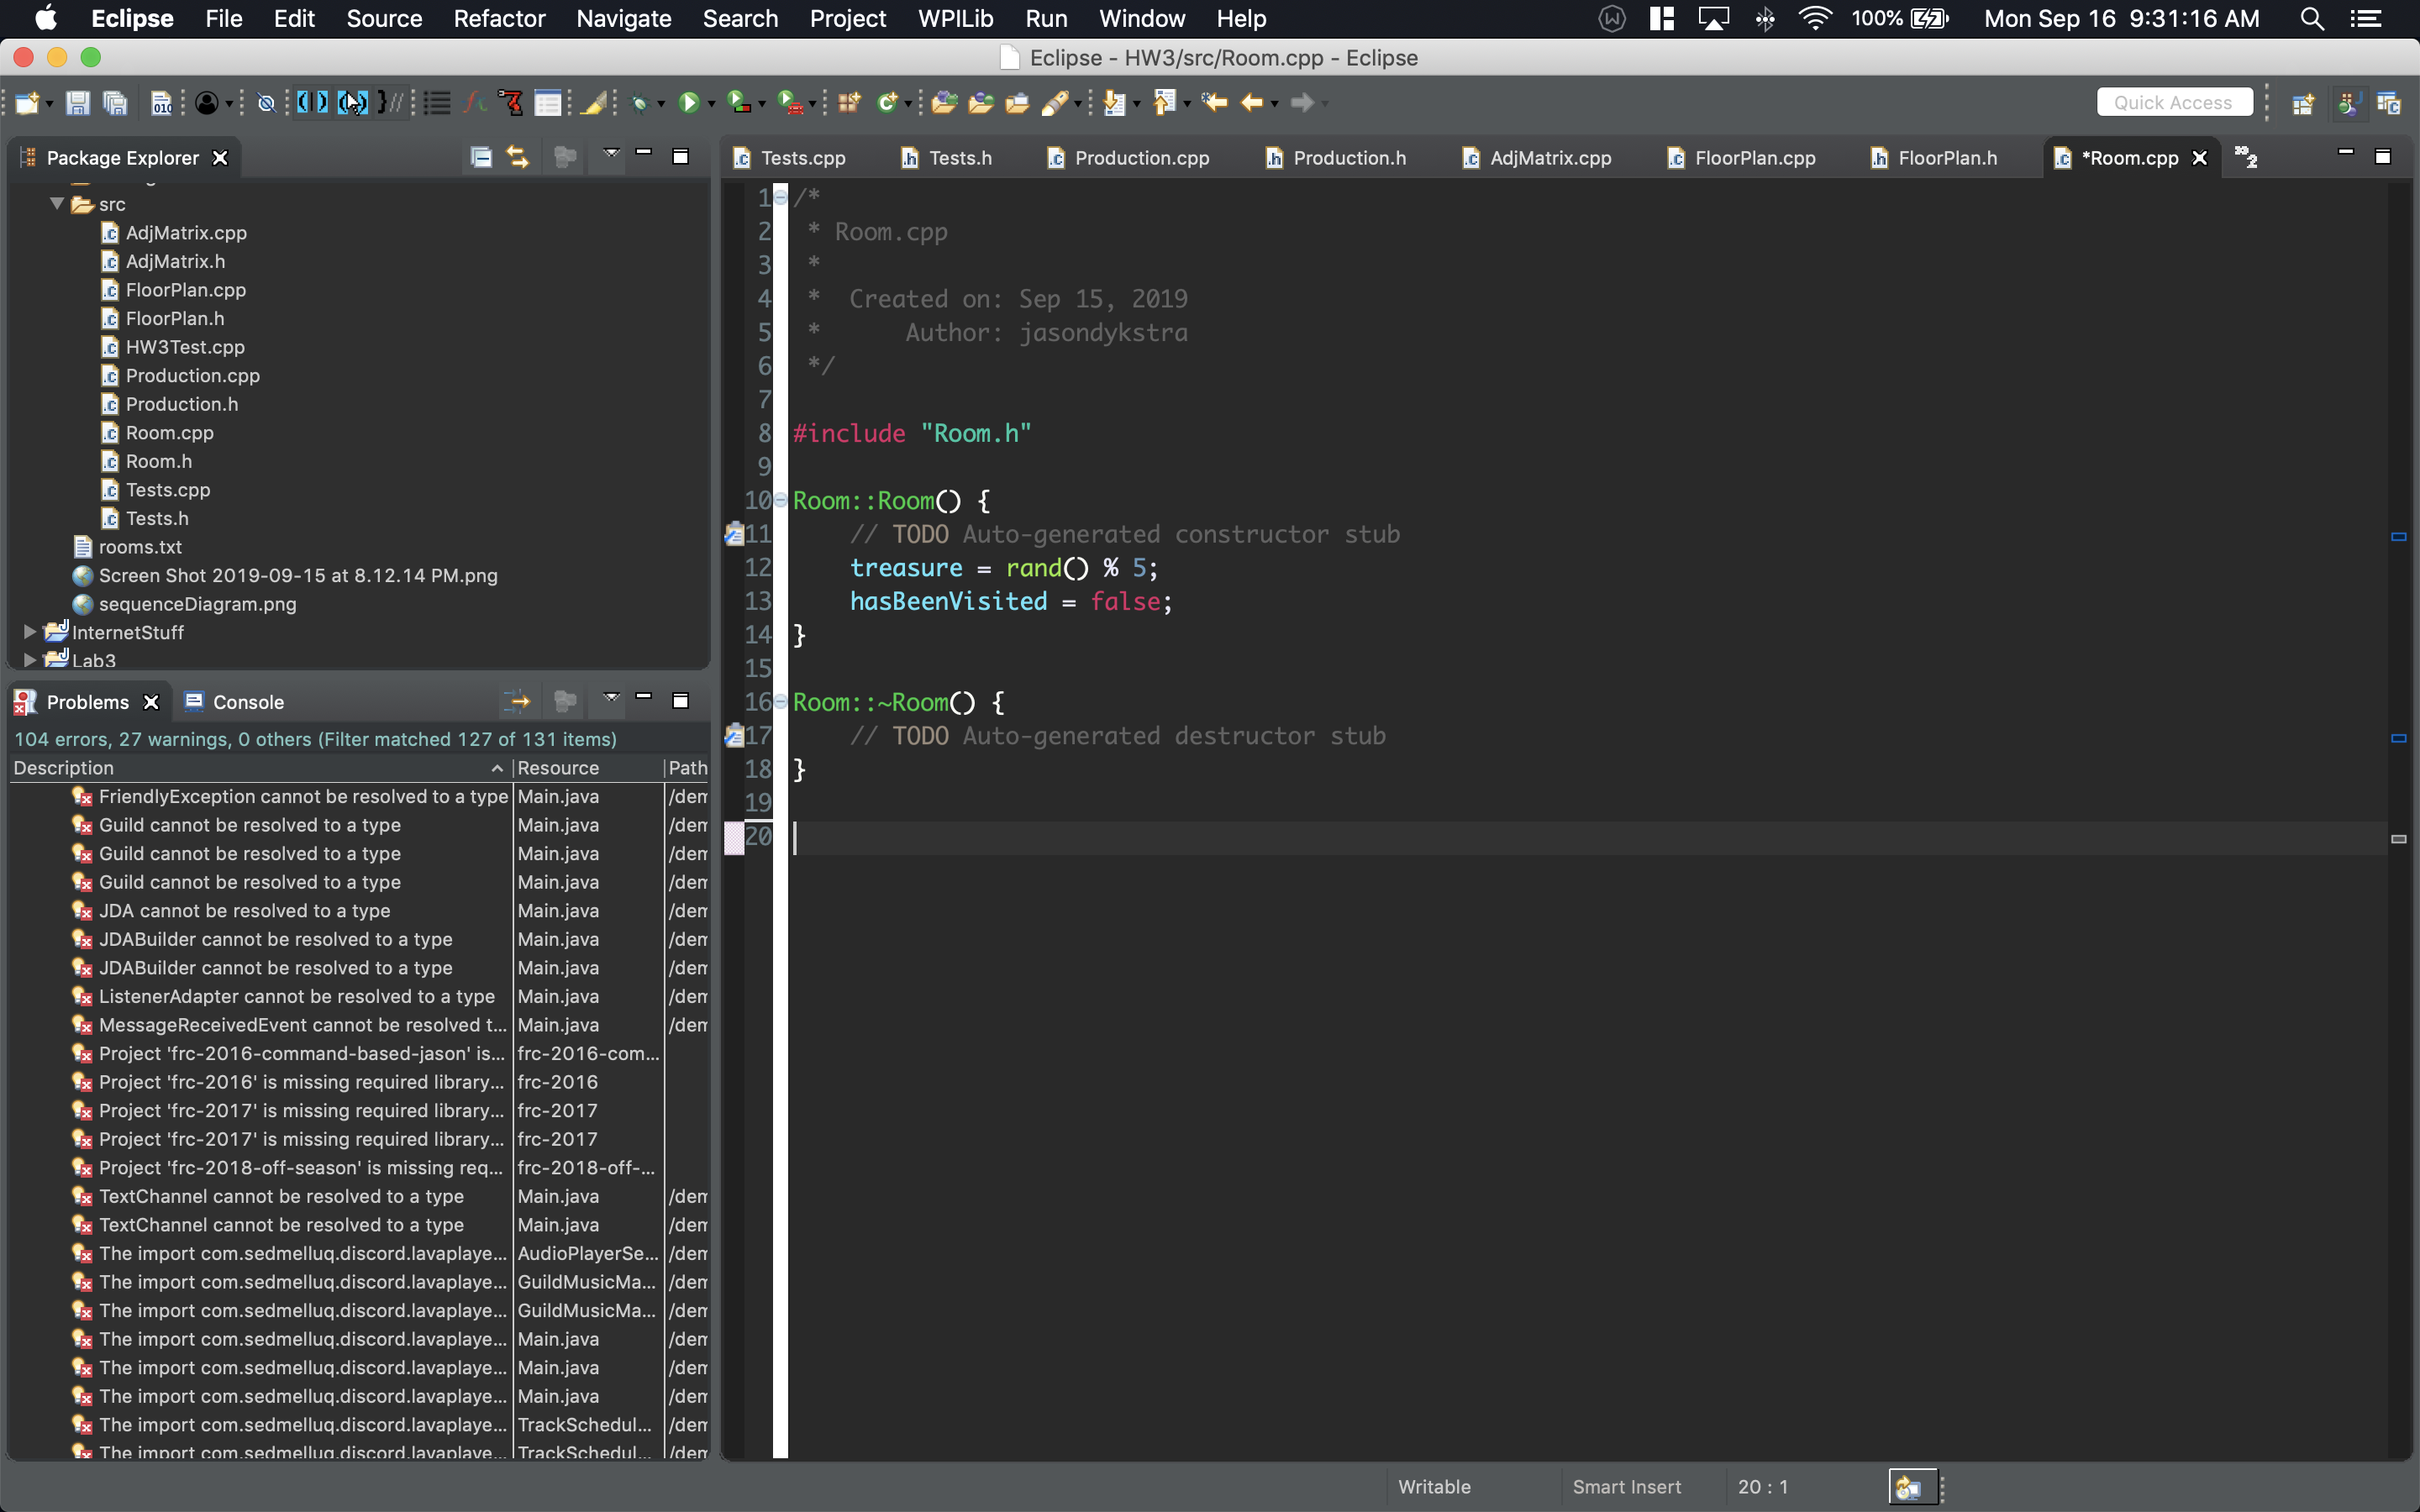 Eclipse File Edit Source Refactor Navigate Search Project WPILib Run Window Help 100% Mon Sep 16 9:31:16 AM
Eclipse - HW3/src/Room.cpp - Eclipse
Quick Access
Package Explorer
src
AdjMatrix.cpp
AdjMatrix.h
FloorPlan.cpp
FloorPlan.h
HW3Test.cpp
Production.cpp
Production.h
Room.cpp
Room.h
Tests.cpp
Tests.h
rooms.txt
Screen Shot 2019-09-15 at 8.12.14 PM.png
sequenceDiagram.png
InternetStuff
Lab3
Problems Console
104 errors, 27 warnings, 0 others (Filter matched 127 of 131 items)
Description Resource Path
FriendlyException cannot be resolved to a type Main.java /dem
Guild cannot be resolved to a type Main.java /dem
Guild cannot be resolved to a type Main.java /dem
Guild cannot be resolved to a type Main.java /dem
JDA cannot be resolved to a type Main.java /dem
JDABuilder cannot be resolved to a type Main.java /dem
JDABuilder cannot be resolved to a type Main.java /dem
ListenerAdapter cannot be resolved to a type Main.java /dem
MessageReceivedEvent cannot be resolved t... Main.java /dem
Project 'frc-2016-command-based-jason' is... frc-2016-com...
Project 'frc-2016' is missing required library... frc-2016
Project 'frc-2017' is missing required library... frc-2017
Project 'frc-2017' is missing required library... frc-2017
Project 'frc-2018-off-season' is missing req... frc-2018-off-...
TextChannel cannot be resolved to a type Main.java /dem
TextChannel cannot be resolved to a type Main.java /dem
The import com.sedmelluq.discord.lavaplaye... AudioPlayerSe... /dem
The import com.sedmelluq.discord.lavaplaye... GuildMusicMa... /dem
The import com.sedmelluq.discord.lavaplaye... GuildMusicMa... /dem
The import com.sedmelluq.discord.lavaplaye... Main.java /dem
The import com.sedmelluq.discord.lavaplaye... Main.java /dem
The import com.sedmelluq.discord.lavaplaye... Main.java /dem
The import com.sedmelluq.discord.lavaplaye... TrackSchedul... /dem
The import com.sedmelluq.discord.lavaplaye... TrackSchedul... /dem
Tests.cpp Tests.h Production.cpp Production.h AdjMatrix.cpp FloorPlan.cpp FloorPlan.h *Room.cpp »2
1 /*
2 * Room.cpp
3 *
4 * Created on: Sep 15, 2019
5 * Author: jasondykstra
6 */
7
8 #include "Room.h"
9
10 Room::Room() {
11 // TODO Auto-generated constructor stub
12 treasure = rand() % 5;
13 hasBeenVisited = false;
14 }
15
16 Room::~Room() {
17 // TODO Auto-generated destructor stub
18 }
19
20
Writable Smart Insert 20 : 1